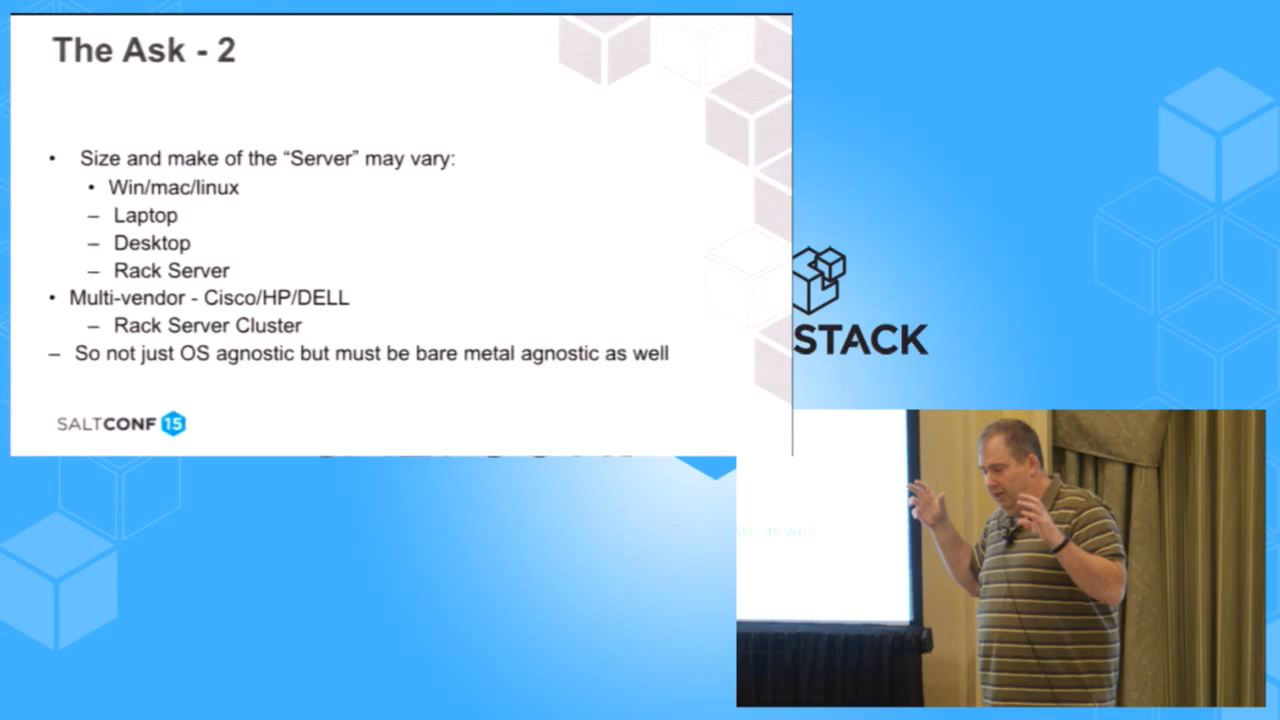 The Ask - 2
• Size and make of the “Server” may vary:
• Win/mac/linux
– Laptop
– Desktop
– Rack Server
• Multi-vendor - Cisco/HP/DELL
– Rack Server Cluster
– So not just OS agnostic but must be bare metal agnostic as well
SALTCONF 15
STACK
as well